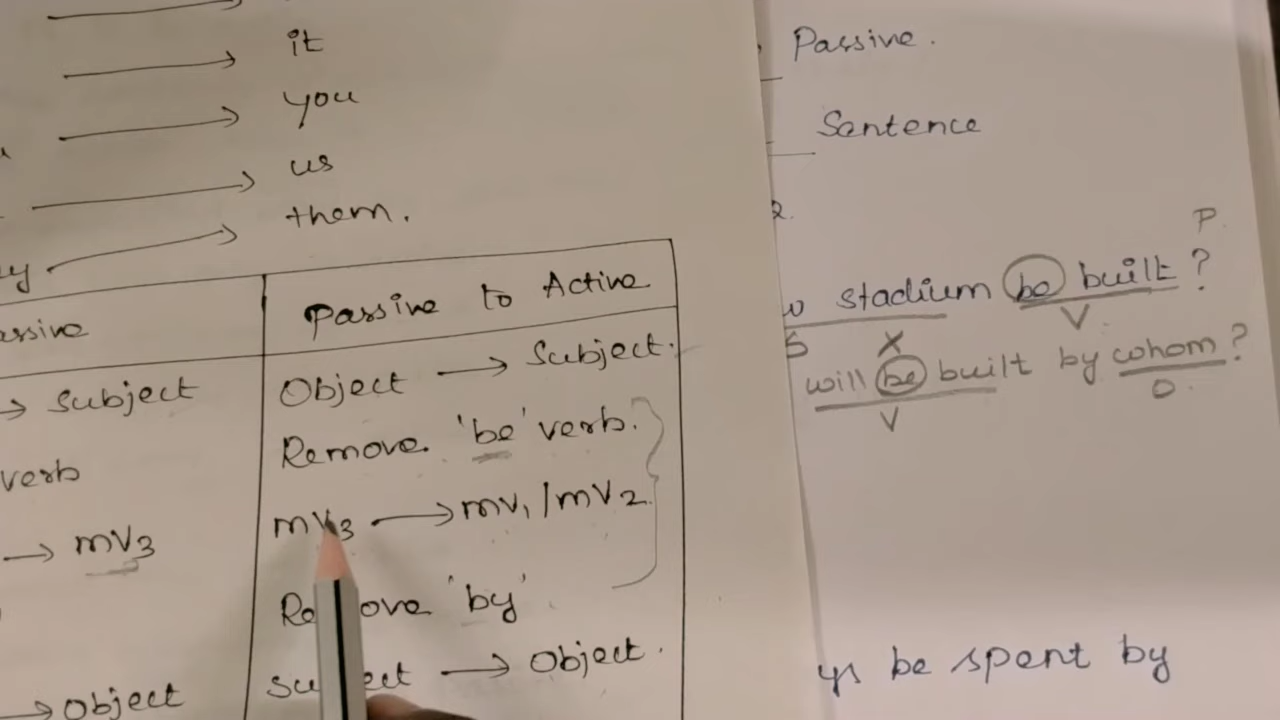 it
you
us
them.
Passive to Active
Subject
Object → Subject.
verb
Remove 'be' verb.
→ mV3
mV3 → mV1 / mV2
Remove 'by'.
→ Object
Subject → Object.
Passive.
Sentence
2.
P.
stadium be built?
S
V
X
will be built by whom?
V
O.
be spent by